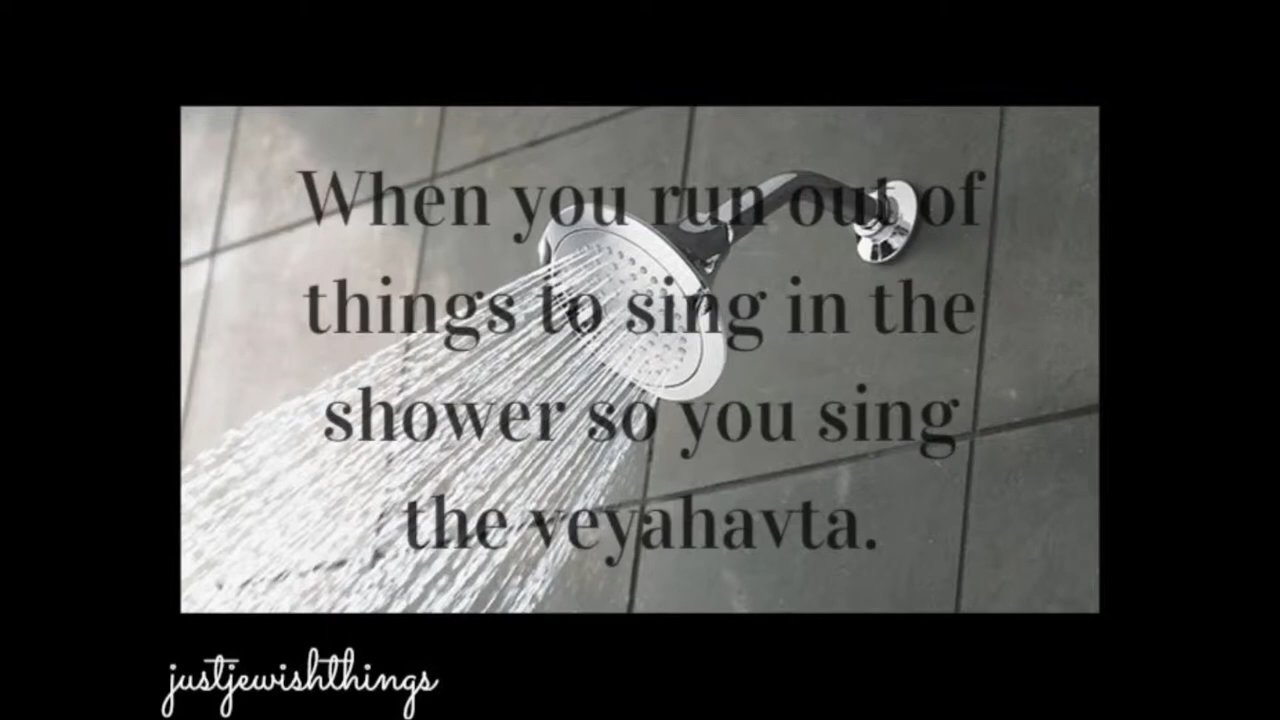 When you run out of
things to sing in the
shower so you sing
the veyahavta.
justjewishthings